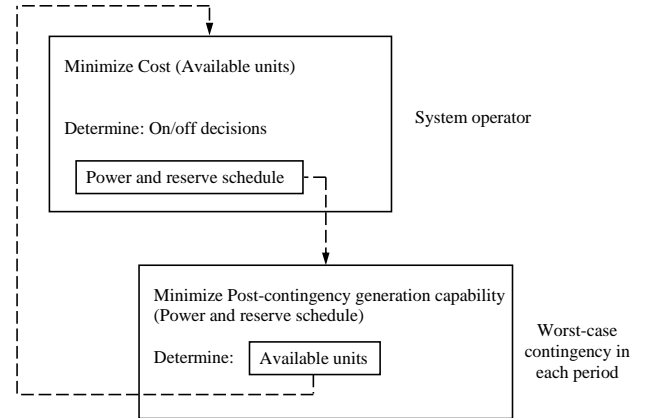 Minimize Cost (Available units)
Determine: On/off decisions
System operator
Power and reserve schedule
Minimize Post-contingency generation capability
(Power and reserve schedule)
Determine: Available units
Worst-case
contingency in
each period